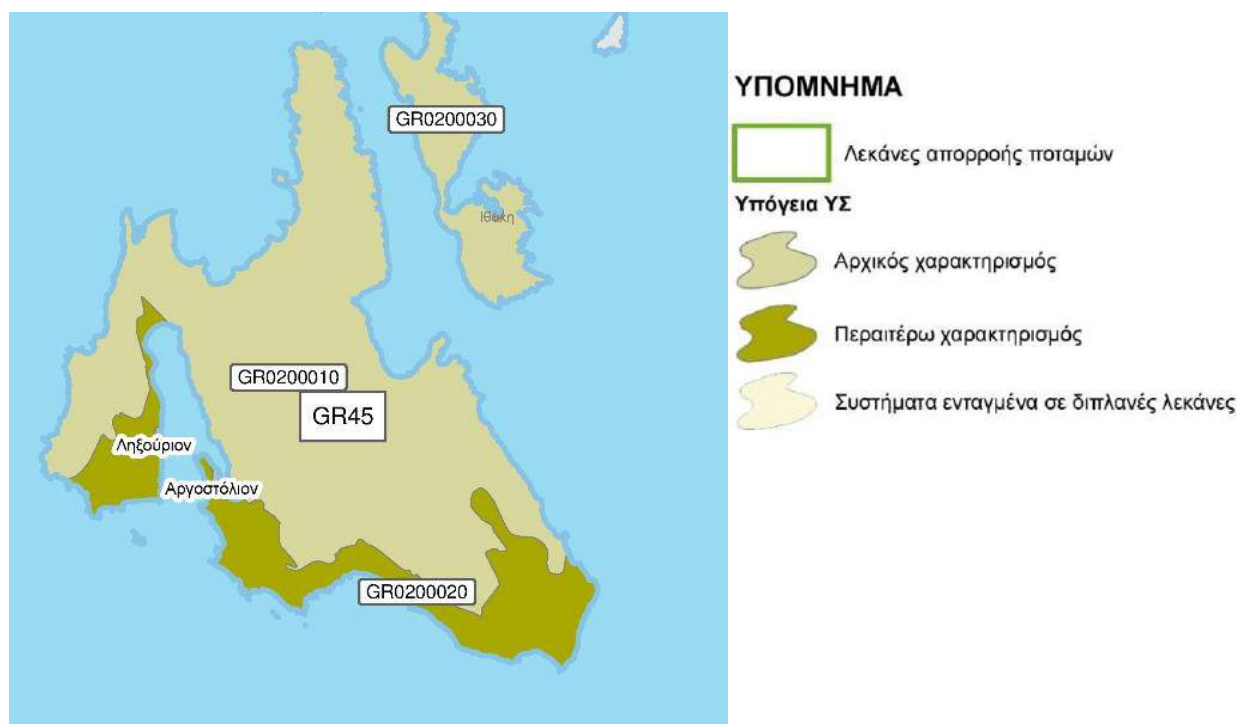 GR0200030
Ιθάκη
GR0200010
GR45
Ληξούριον
Αργοστόλιον
GR0200020
ΥΠΟΜΝΗΜΑ
Λεκάνες απορροής ποταμών
Υπόγεια ΥΣ
Αρχικός χαρακτηρισμός
Περαιτέρω χαρακτηρισμός
Συστήματα ενταγμένα σε διπλανές λεκάνες